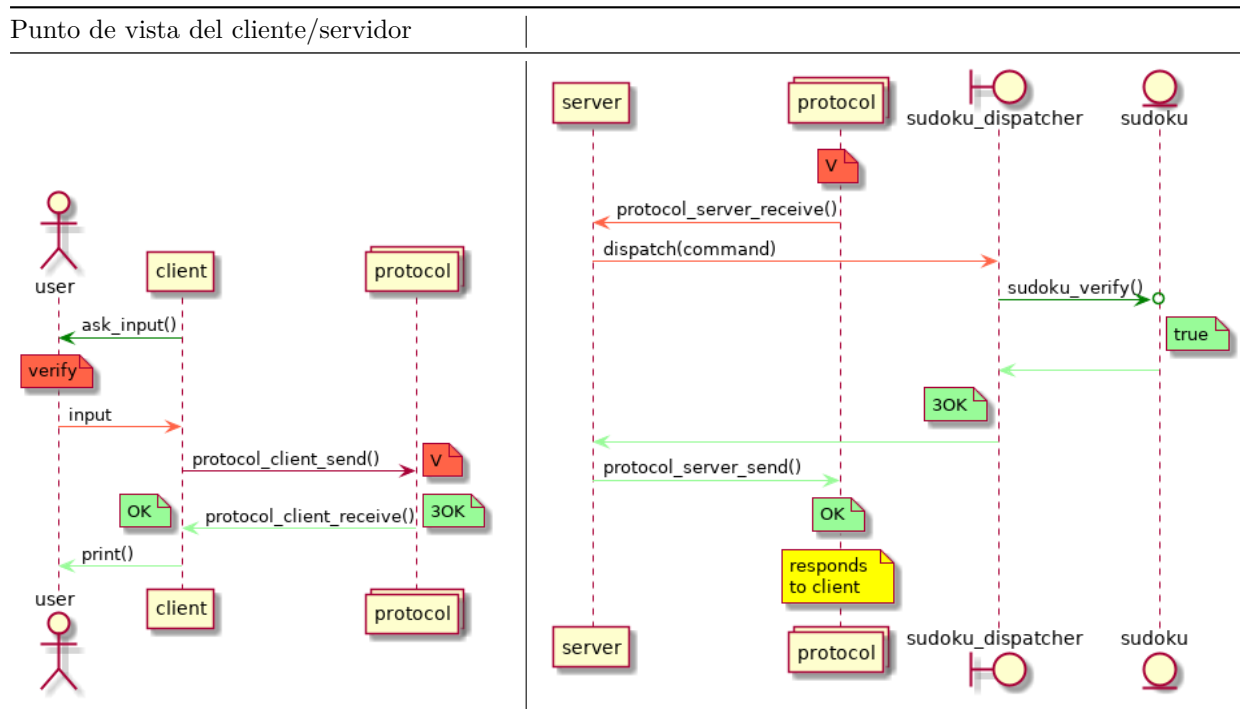 Punto de vista del cliente/servidor
user
client
protocol
ask_input()
verify
input
protocol_client_send()
V
OK
protocol_client_receive()
3OK
print()
user
client
protocol
server
protocol
sudoku_dispatcher
sudoku
V
protocol_server_receive()
dispatch(command)
sudoku_verify()
true
3OK
protocol_server_send()
OK
responds
to client
server
protocol
sudoku_dispatcher
sudoku